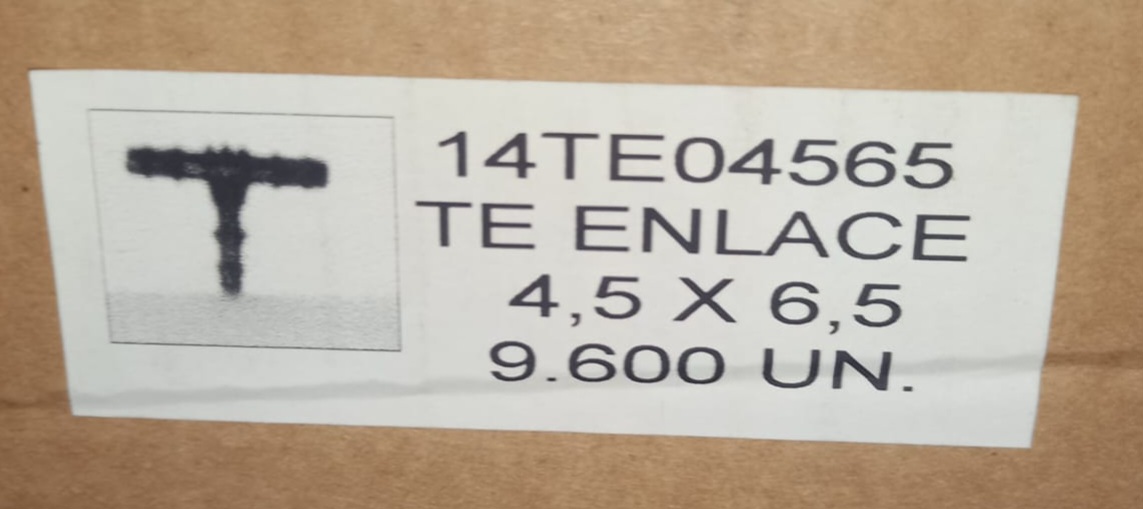 14TE04565
TE ENLACE
4,5 X 6,5
9.600 UN.